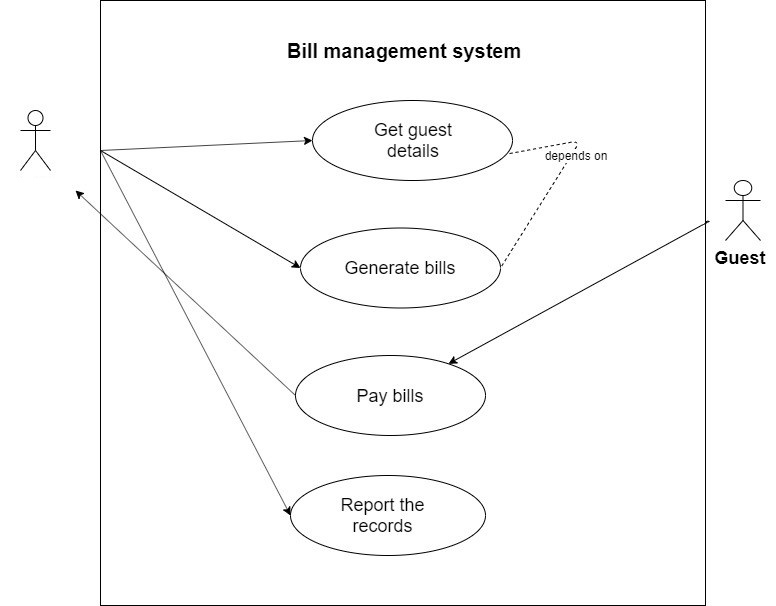 Bill management system
Get guest
details
depends on
Guest
Generate bills
Pay bills
Report the
records